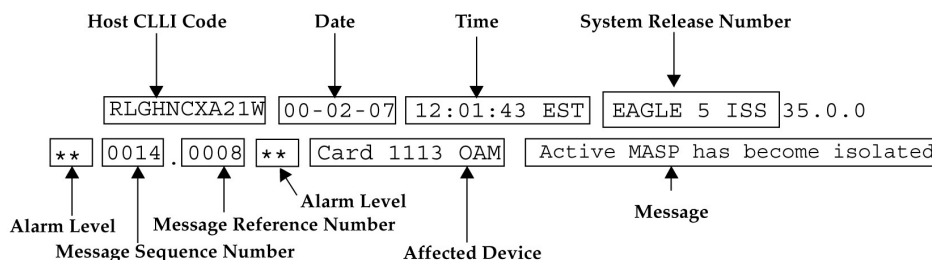 Host CLLI Code Date Time System Release Number
RLGHNCXA21W 00-02-07 12:01:43 EST EAGLE 5 ISS 35.0.0
** 0014 . 0008 ** Card 1113 OAM Active MASP has become isolated
Alarm Level Message Sequence Number Message Reference Number Alarm Level Affected Device Message